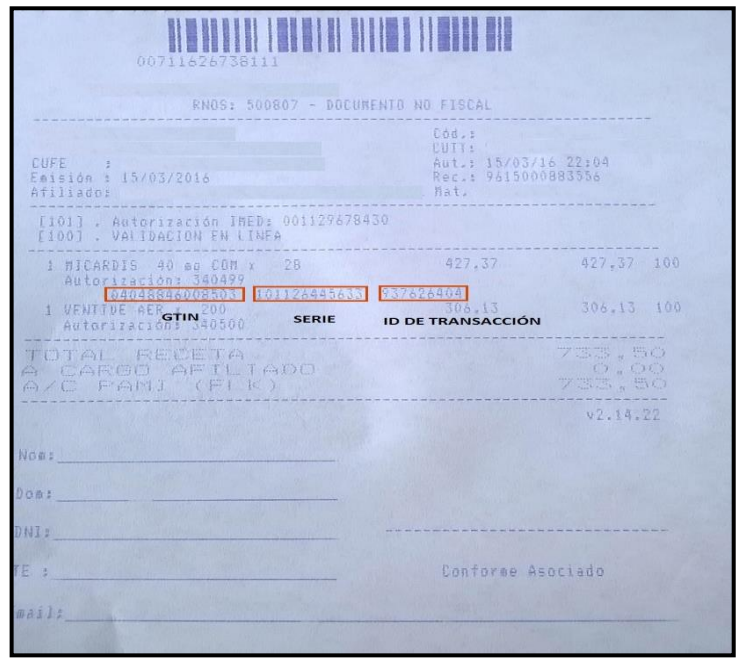 00711626738111
RNOS: 500807 - DOCUMENTO NO FISCAL
Cód.:
CUIT:
CUFE :
Aut.: 15/03/16 22:04
Emisión : 15/03/2016
Rec.: 9615000883556
Afiliado:
Mat.
[101] . Autorización IMED: 001129678430
[100] . VALIDACION EN LINEA
1 MICARDIS 40 mg COM x 28 427,37 427,37 100
Autorización: 340499
04048846008503 101126445633 937626404
1 VENTIDE AER x 200 306,13 306,13 100
GTIN SERIE ID DE TRANSACCIÓN
Autorización: 340500
TOTAL RECETA 733,50
A CARGO AFILIADO 0,00
A/C PAMI (FLK) 733,50
v2.14.22
Nom:
Dom:
DNI:
TE :
Conforme Asociado
mail: